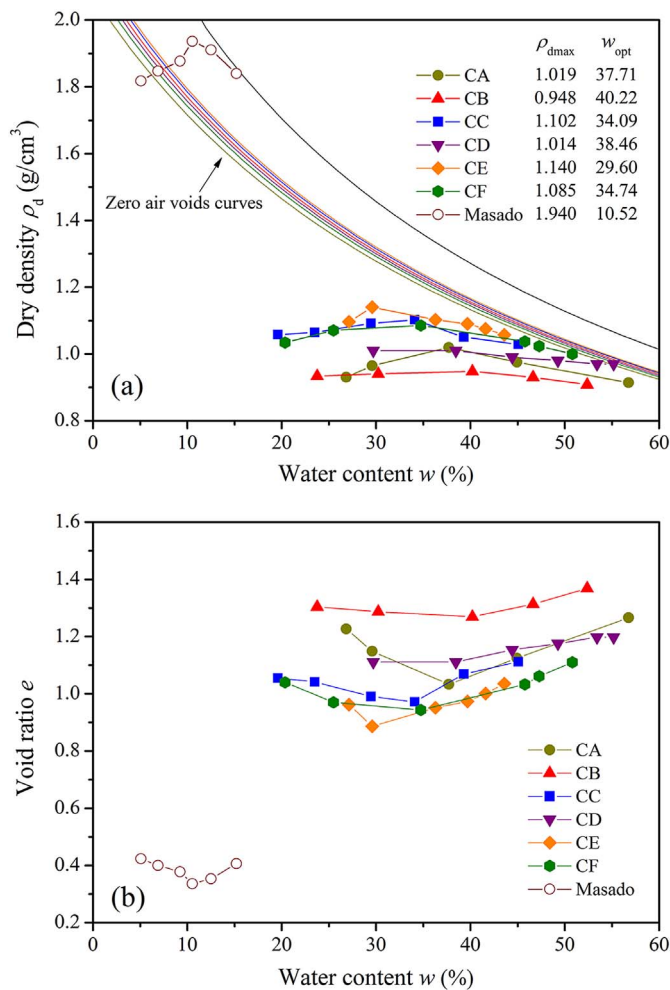 2.0
1.8
1.6
1.4
1.2
1.0
0.8
Dry density ρd (g/cm³)
ρdmax wopt
CA 1.019 37.71
CB 0.948 40.22
CC 1.102 34.09
CD 1.014 38.46
CE 1.140 29.60
CF 1.085 34.74
Masado 1.940 10.52
Zero air voids curves
(a)
0 10 20 30 40 50 60
Water content w (%)
1.6
1.4
1.2
1.0
0.8
0.6
0.4
0.2
Void ratio e
CA
CB
CC
CD
CE
CF
Masado
(b)
0 10 20 30 40 50 60
Water content w (%)